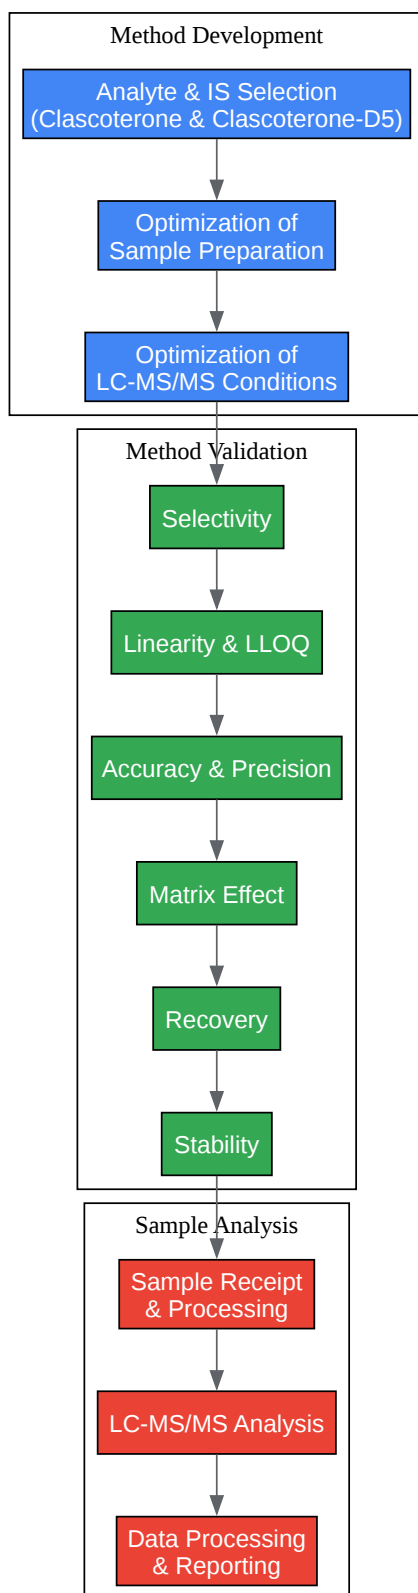 Method Development
Analyte & IS Selection
(Clascoterone & Clascoterone-D5)
Optimization of
Sample Preparation
Optimization of
LC-MS/MS Conditions
Method Validation
Selectivity
Linearity & LLOQ
Accuracy & Precision
Matrix Effect
Recovery
Stability
Sample Analysis
Sample Receipt
& Processing
LC-MS/MS Analysis
Data Processing
& Reporting